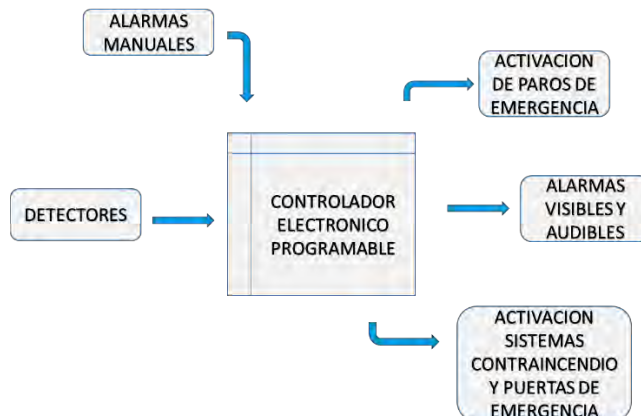 ALARMAS
MANUALES
ACTIVACION
DE PAROS DE
EMERGENCIA
DETECTORES
CONTROLADOR
ELECTRONICO
PROGRAMABLE
ALARMAS
VISIBLES Y
AUDIBLES
ACTIVACION
SISTEMAS
CONTRAINCENDIO
Y PUERTAS DE
EMERGENCIA